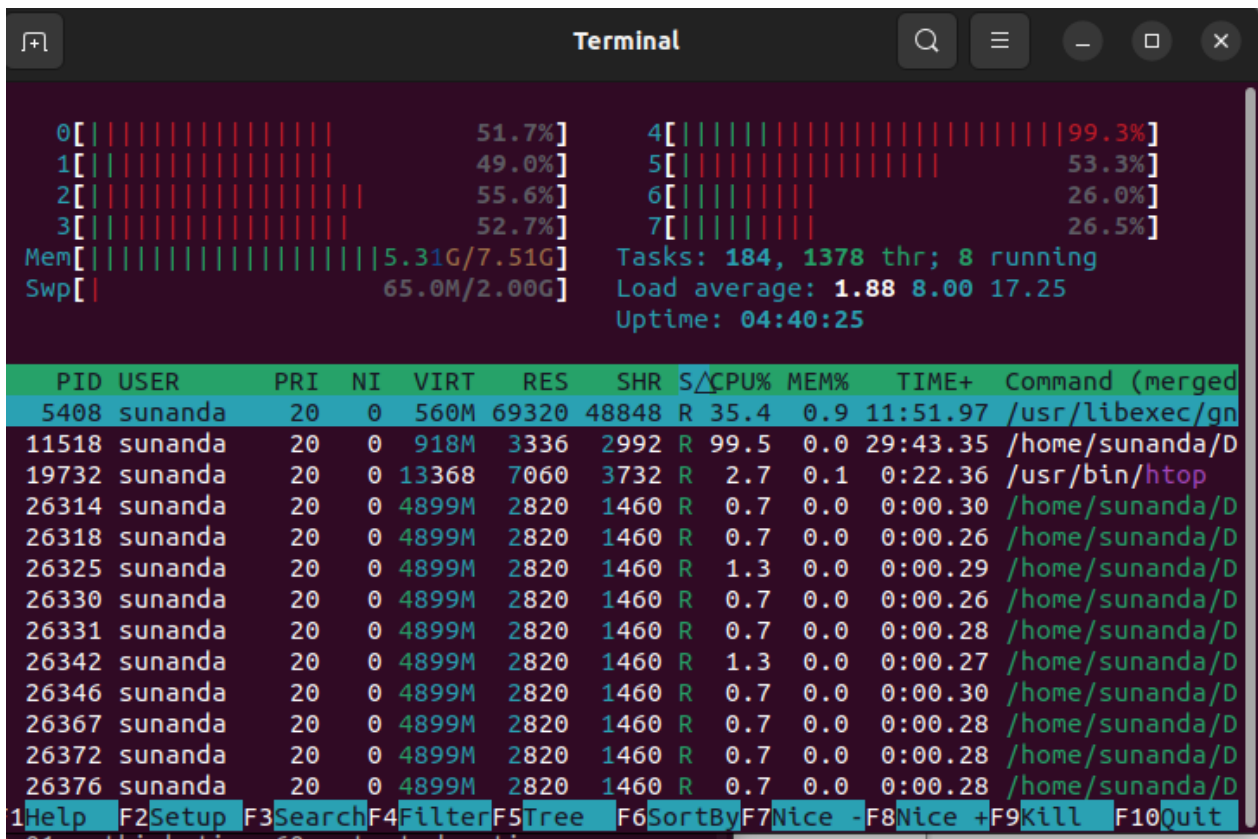 Terminal
0[||||||||||||||| 51.7%] 4[|||||||||||||||||||||||||99.3%]
1[||||||||||||||| 49.0%] 5[||||||||||||||||| 53.3%]
2[||||||||||||||||| 55.6%] 6[||||||||| 26.0%]
3[|||||||||||||||| 52.7%] 7[||||||||| 26.5%]
Mem[|||||||||||||||||||5.31G/7.51G] Tasks: 184, 1378 thr; 8 running
Swp[| 65.0M/2.00G] Load average: 1.88 8.00 17.25
Uptime: 04:40:25
PID USER PRI NI VIRT RES SHR S△CPU% MEM% TIME+ Command (merged
5408 sunanda 20 0 560M 69320 48848 R 35.4 0.9 11:51.97 /usr/libexec/gn
11518 sunanda 20 0 918M 3336 2992 R 99.5 0.0 29:43.35 /home/sunanda/D
19732 sunanda 20 0 13368 7060 3732 R 2.7 0.1 0:22.36 /usr/bin/htop
26314 sunanda 20 0 4899M 2820 1460 R 0.7 0.0 0:00.30 /home/sunanda/D
26318 sunanda 20 0 4899M 2820 1460 R 0.7 0.0 0:00.26 /home/sunanda/D
26325 sunanda 20 0 4899M 2820 1460 R 1.3 0.0 0:00.29 /home/sunanda/D
26330 sunanda 20 0 4899M 2820 1460 R 0.7 0.0 0:00.26 /home/sunanda/D
26331 sunanda 20 0 4899M 2820 1460 R 0.7 0.0 0:00.28 /home/sunanda/D
26342 sunanda 20 0 4899M 2820 1460 R 1.3 0.0 0:00.27 /home/sunanda/D
26346 sunanda 20 0 4899M 2820 1460 R 0.7 0.0 0:00.30 /home/sunanda/D
26367 sunanda 20 0 4899M 2820 1460 R 0.7 0.0 0:00.28 /home/sunanda/D
26372 sunanda 20 0 4899M 2820 1460 R 0.7 0.0 0:00.28 /home/sunanda/D
26376 sunanda 20 0 4899M 2820 1460 R 0.7 0.0 0:00.28 /home/sunanda/D
1Help F2Setup F3SearchF4FilterF5Tree F6SortByF7Nice -F8Nice +F9Kill F10Quit